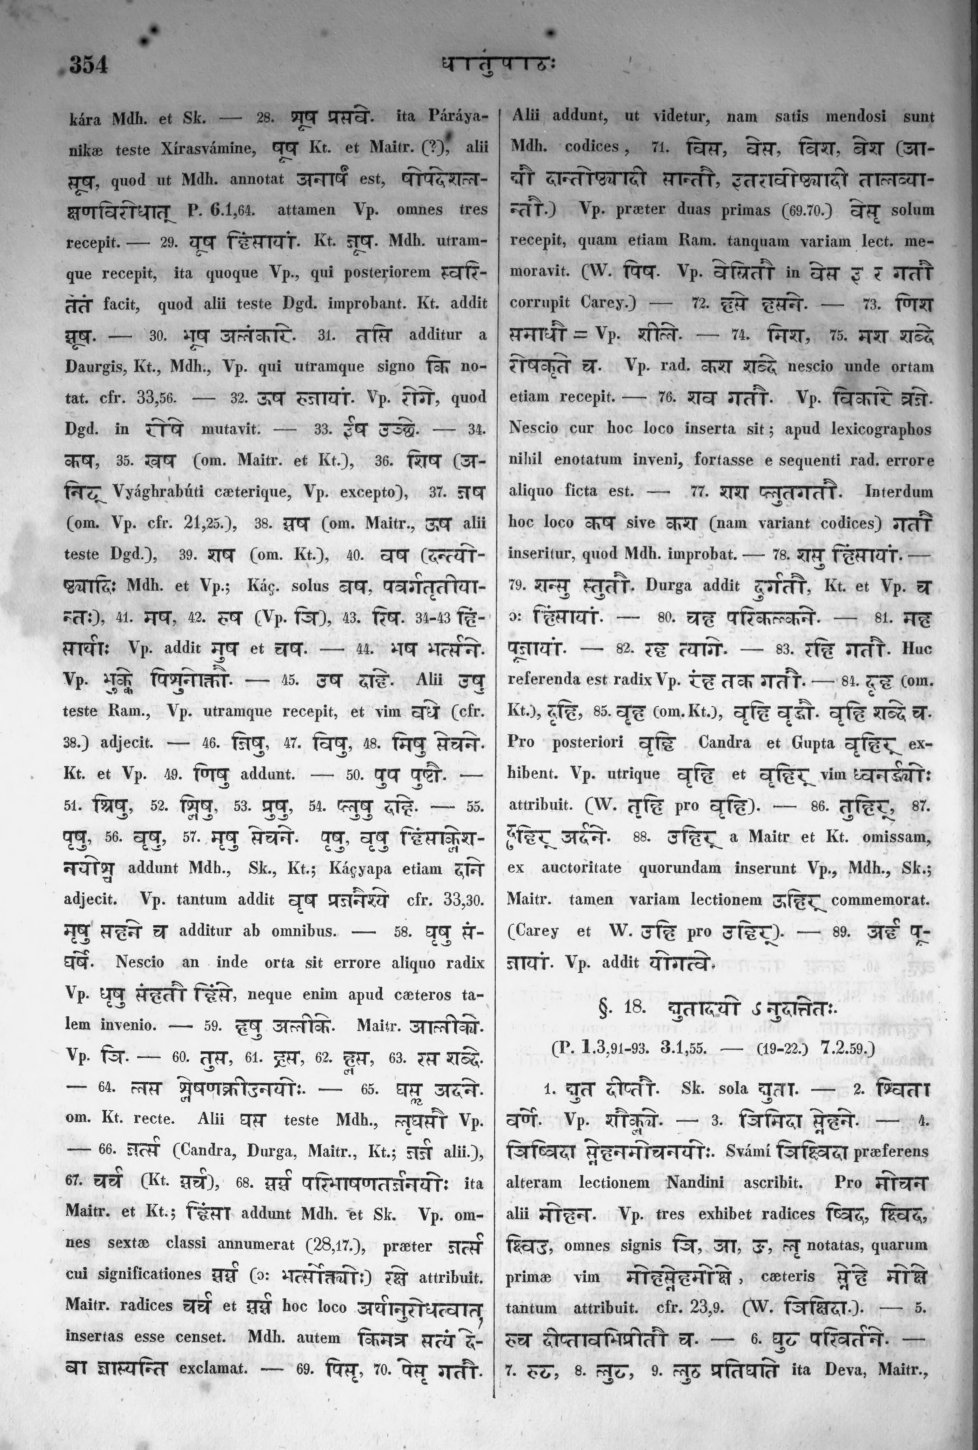 354
धातुपाठः
kára Mdh. et Sk. — 28. शूष प्रसवे. ita Páráya-
nikæ teste Xírasvámine, षूष Kt. et Maitr. (?), alii
सूष, quod ut Mdh. annotat अनार्षं est, षोपदेशल-
क्षणविरोधात् P. 6.1,64. attamen Vp. omnes tres
recepit. — 29. यूष हिंसायां. Kt. जूष. Mdh. utram-
que recepit, ita quoque Vp., qui posteriorem स्वरि-
तेतं facit, quod alii teste Dgd. improbant. Kt. addit
झूष. — 30. भूष अलंकारे. 31. तसि additur a
Daurgis, Kt., Mdh., Vp. qui utramque signo कि no-
tat. cfr. 33,56. — 32. ऊष रुजायां. Vp. रोगे, quod
Dgd. in रोषे mutavit. — 33. ईष उञ्छे. — 34.
कष, 35. खष (om. Maitr. et Kt.), 36. शिष (अ-
निट् Vyághrabúti cæterique, Vp. excepto), 37. जष
(om. Vp. cfr. 21,25.), 38. झष (om. Maitr., ऊष alii
teste Dgd.), 39. शष (om. Kt.), 40. वष (दन्त्यो-
ष्ठ्यादिः Mdh. et Vp.; Káç. solus बष, पवर्गतृतीया-
न्तः), 41. मष, 42. रुष (Vp. ञि), 43. रिष. 34-43 हिं-
सार्याः Vp. addit मुष et चष. — 44. भष भर्त्सने.
Vp. भुक्के पिशुनोक्तौ. — 45. उष दाहे. Alii उषु
teste Ram., Vp. utramque recepit, et vim वधे (cfr.
38.) adjecit. — 46. जिषु, 47. विषु, 48. मिषु सेचने.
Kt. et Vp. 49. णिषु addunt. — 50. पुष पुष्टौ. —
51. श्रिषु, 52. श्लिषु, 53. प्रुषु, 54. प्लुषु दाहे. — 55.
पृषु, 56. वृषु, 57. मृषु सेचने. पृषु, वृषु हिंसाक्लेश-
नयोश्च addunt Mdh., Sk., Kt.; Káçyapa etiam दाने
adjecit. Vp. tantum addit वृष प्रजनैश्ये cfr. 33,30.
मृषु सहने च additur ab omnibus. — 58. घृषु सं-
घर्षे. Nescio an inde orta sit errore aliquo radix
Vp. धृषु संहतौ हिंसे, neque enim apud cæteros ta-
lem invenio. — 59. हृषु अलीके. Maitr. आलीक्ये.
Vp. ञि. — 60. तुस, 61. ह्रस, 62. ह्लस, 63. रस शब्दे.
— 64. लस श्लेषणक्रीडनयोः. — 65. घसॢ अदने.
om. Kt. recte. Alii घस teste Mdh., लृघसौ Vp.
— 66. जर्त्स (Candra, Durga, Maitr., Kt.; जर्ज alii.),
67. चर्च (Kt. झर्च), 68. झर्झ परिभाषणतर्जनयोः ita
Maitr. et Kt.; हिंसा addunt Mdh. et Sk. Vp. om-
nes sextæ classi annumerat (28,17.), præter जर्त्स
cui significationes झर्झ (ɔ: भर्त्सोक्त्योः) रक्षे attribuit.
Maitr. radices चर्च et झर्झ hoc loco अर्थानुरोधत्वात्
insertas esse censet. Mdh. autem किमत्र सत्यं दे-
वा ज्ञास्यन्ति exclamat. — 69. पिसृ, 70. पेसृ गतौ.
Alii addunt, ut videtur, nam satis mendosi sunt
Mdh. codices, 71. विस, वेस, विश, वेश (आ-
द्यौ दान्तोष्ठ्यादी सान्तौ, इतरावोष्ठ्यादी तालव्या-
न्तौ.) Vp. præter duas primas (69.70.) वेसृ solum
recepit, quam etiam Ram. tanquam variam lect. me-
moravit. (W. पिष. Vp. वेस्रितौ in वेस इ र गतौ
corrupit Carey.) — 72. हसे हसने. — 73. णिश
समाधौ = Vp. शीले. — 74. मिश, 75. मश शब्दे
रोषकृते च. Vp. rad. कश शब्दे nescio unde ortam
etiam recepit. — 76. शव गतौ. Vp. विकारे व्रजे.
Nescio cur hoc loco inserta sit; apud lexicographos
nihil enotatum inveni, fortasse e sequenti rad. errore
aliquo ficta est. — 77. शश प्लुतगतौ. Interdum
hoc loco कष sive कश (nam variant codices) गतौ
inseritur, quod Mdh. improbat. — 78. शसु हिंसायां. —
79. शन्सु स्तुतौ. Durga addit दुर्गतौ, Kt. et Vp. च
ɔ: हिंसायां. — 80. चह परिकल्कने. — 81. मह
पूजायां. — 82. रह त्यागे. — 83. रहि गतौ. Huc
referenda est radix Vp. रंह तक गतौ. — 84. दृह (om.
Kt.), दृहि, 85. वृह (om. Kt.), वृहि वृद्धौ. वृहि शब्दे च.
Pro posteriori वृहि Candra et Gupta वृहिर् ex-
hibent. Vp. utrique वृहि et वृहिर् vim ध्वनर्द्ध्योः
attribuit. (W. तृहि pro वृहि). — 86. तुहिर्, 87.
दुहिर् अर्दने. 88. उहिर् a Maitr et Kt. omissam,
ex auctoritate quorundam inserunt Vp., Mdh., Sk.;
Maitr. tamen variam lectionem ऊहिर् commemorat.
(Carey et W. उहि pro उहिर्). — 89. अर्ह पू-
जायां. Vp. addit योगत्वे.
§. 18. द्युतादयो ऽनुदात्तेतः.
(P. 1.3,91-93. 3.1,55. — (19-22.) 7.2.59.)
1. द्युत दीप्तौ. Sk. sola द्युता. — 2. श्विता
वर्णे. Vp. शौक्ल्ये. — 3. ञिमिदा स्नेहने. — 4.
ञिष्विदा स्नेहनमोचनयोः. Svámí ञिक्ष्विदा præferens
alteram lectionem Nandini ascribit. Pro मोचन
alii मोहन. Vp. tres exhibet radices ष्विद, क्ष्विद,
क्ष्विड, omnes signis ञि, आ, ङ, लृ notatas, quarum
primæ vim मोहस्नेहमोक्षे, cæteris स्नेहे मोक्षे
tantum attribuit. cfr. 23,9. (W. ञिक्षिदा.). — 5.
रुच दीप्तावभिप्रीतौ च. — 6. घुट परिवर्तने. —
7. रुट, 8. लुट, 9. लुठ प्रतिघाते ita Deva, Maitr.,